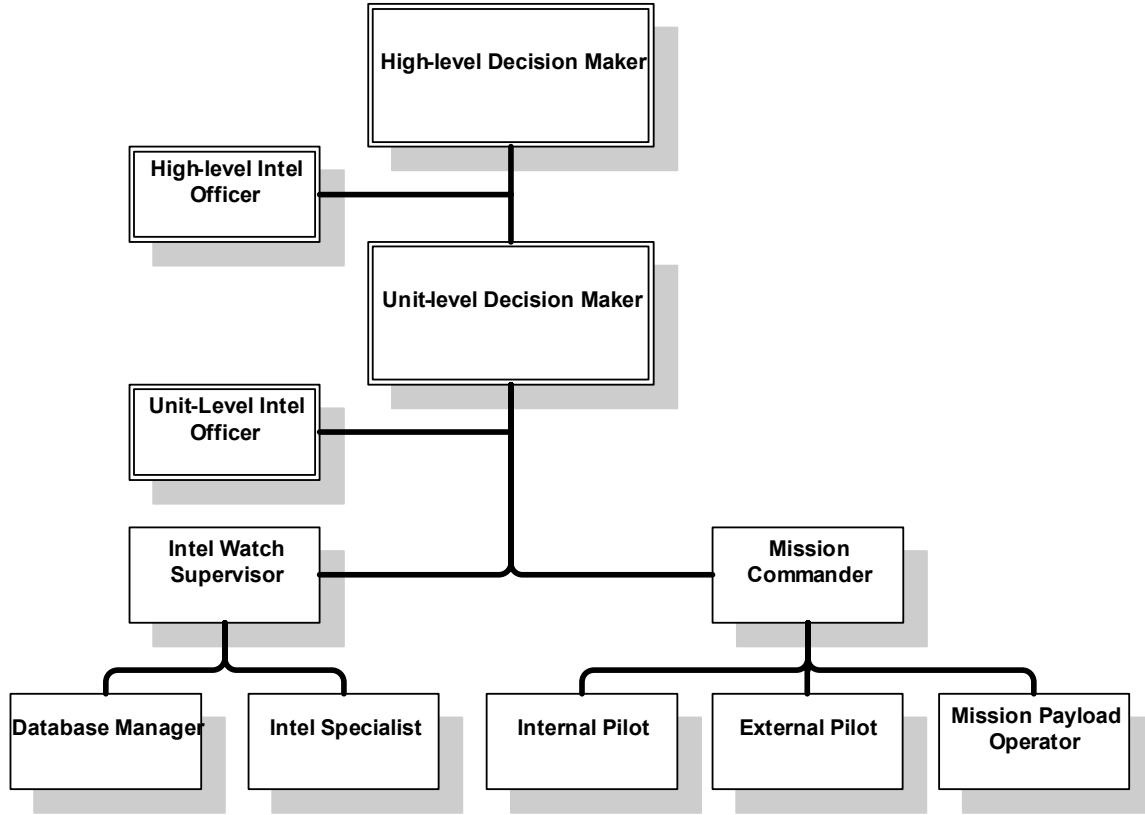 High-level Decision Maker
High-level Intel
Officer
Unit-level Decision Maker
Unit-Level Intel
Officer
Intel Watch
Supervisor
Mission
Commander
Database Manager
Intel Specialist
Internal Pilot
External Pilot
Mission Payload
Operator